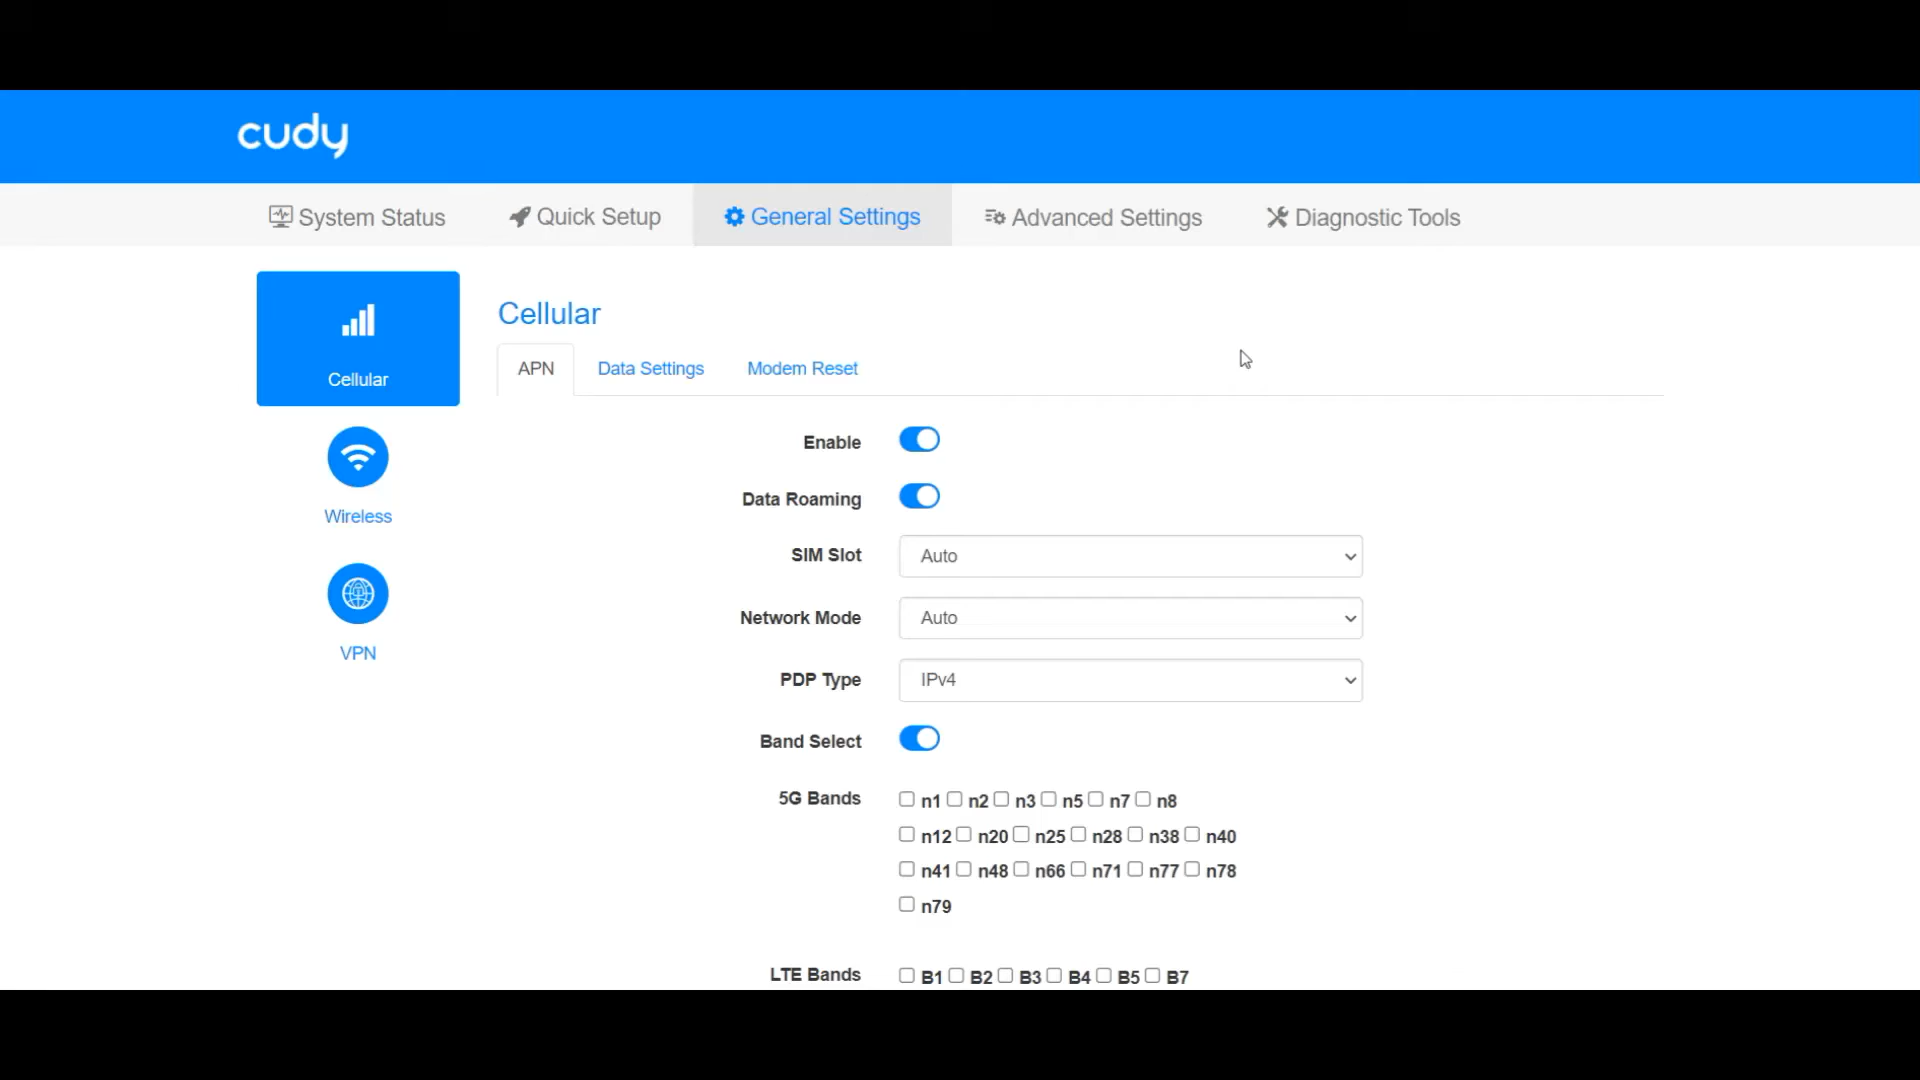 cudy
System Status Quick Setup General Settings Advanced Settings Diagnostic Tools
Cellular
Wireless
VPN
Cellular
APN Data Settings Modem Reset
Enable
Data Roaming
SIM Slot Auto
Network Mode Auto
PDP Type IPv4
Band Select
5G Bands n1 n2 n3 n5 n7 n8
n12 n20 n25 n28 n38 n40
n41 n48 n66 n71 n77 n78
n79
LTE Bands B1 B2 B3 B4 B5 B7